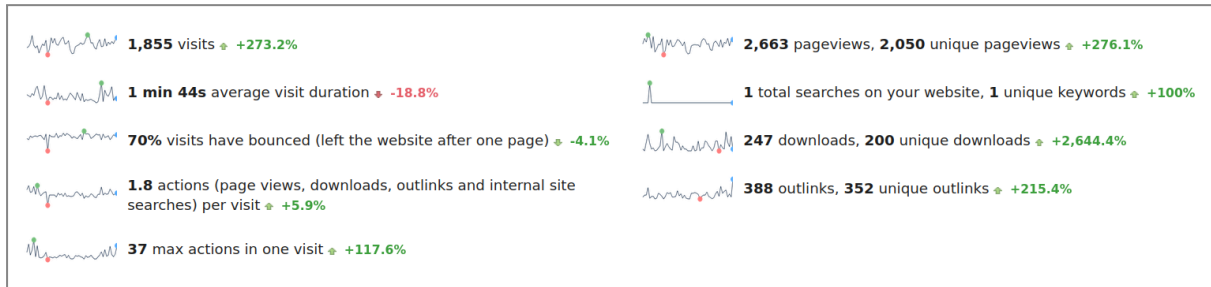 1,855 visits +273.2%
1 min 44s average visit duration -18.8%
70% visits have bounced (left the website after one page) -4.1%
1.8 actions (page views, downloads, outlinks and internal site
searches) per visit +5.9%
37 max actions in one visit +117.6%
2,663 pageviews, 2,050 unique pageviews +276.1%
1 total searches on your website, 1 unique keywords +100%
247 downloads, 200 unique downloads +2,644.4%
388 outlinks, 352 unique outlinks +215.4%